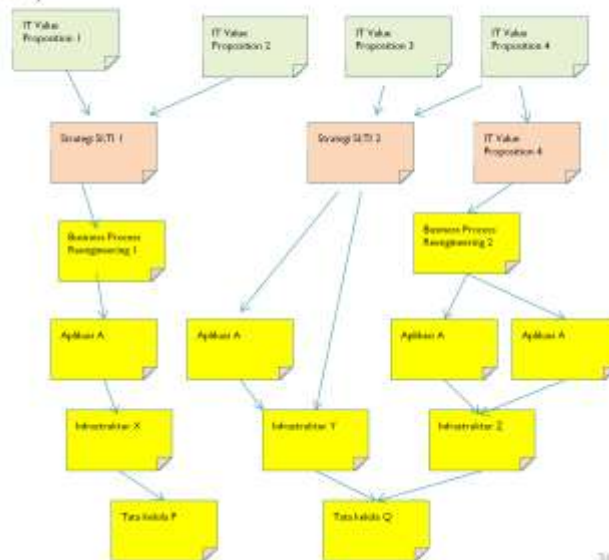 IT Value
Proposition 1
IT Value
Proposition 2
IT Value
Proposition 3
IT Value
Proposition 4
Strategi SI.TI 1
Strategi SI.TI 2
IT Value
Proposition 4
Business Process
Reengineering 1
Business Process
Reengineering 2
Aplikasi A
Aplikasi A
Aplikasi A
Aplikasi A
Infrastruktur X
Infrastruktur Y
Infrastruktur Z
Tata kelola P
Tata kelola Q